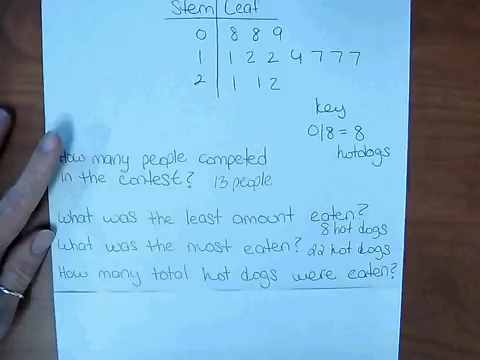 Stem Leaf
0 8 8 9
1 1 2 2 4 7 7 7
2 1 1 2
key
0|8 = 8
hotdogs
How many people competed
in the contest? 13 people
What was the least amount eaten?
8 hot dogs
What was the most eaten? 22 hot dogs
How many total hot dogs were eaten?